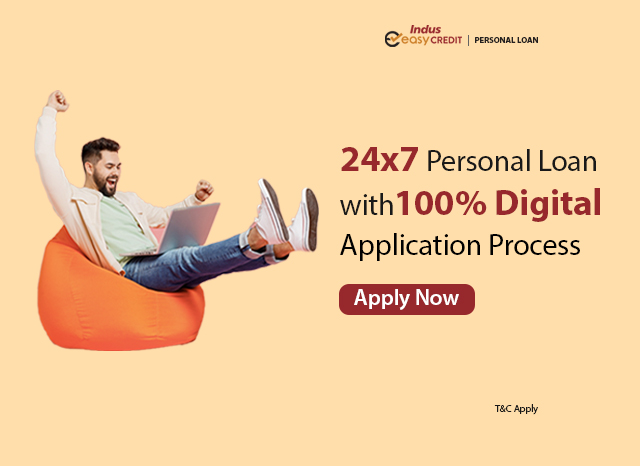 Indus
easy CREDIT | PERSONAL LOAN
24x7 Personal Loan
with100% Digital
Application Process
Apply Now
T&C Apply